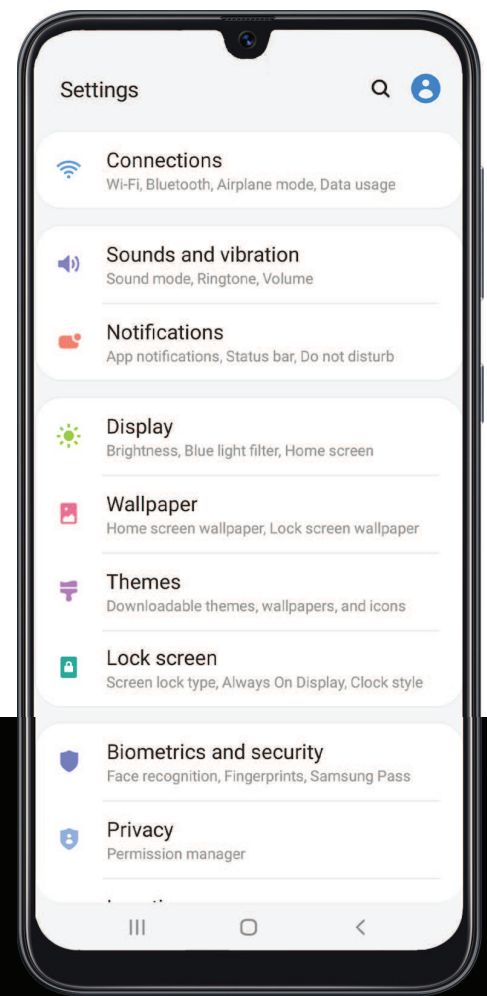 Settings
Connections
Wi-Fi, Bluetooth, Airplane mode, Data usage
Sounds and vibration
Sound mode, Ringtone, Volume
Notifications
App notifications, Status bar, Do not disturb
Display
Brightness, Blue light filter, Home screen
Wallpaper
Home screen wallpaper, Lock screen wallpaper
Themes
Downloadable themes, wallpapers, and icons
Lock screen
Screen lock type, Always On Display, Clock style
Biometrics and security
Face recognition, Fingerprints, Samsung Pass
Privacy
Permission manager